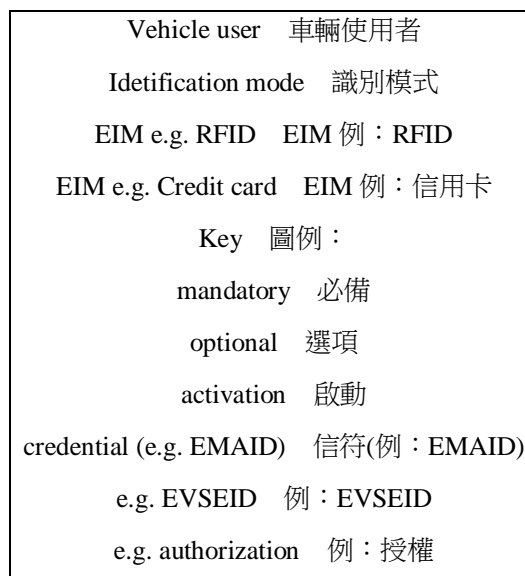 Vehicle user 車輛使用者
Idetification mode 識別模式
EIM e.g. RFID EIM 例：RFID
EIM e.g. Credit card EIM 例：信用卡
Key 圖例：
mandatory 必備
optional 選項
activation 啟動
credential (e.g. EMAID) 信符(例：EMAID)
e.g. EVSEID 例：EVSEID
e.g. authorization 例：授權